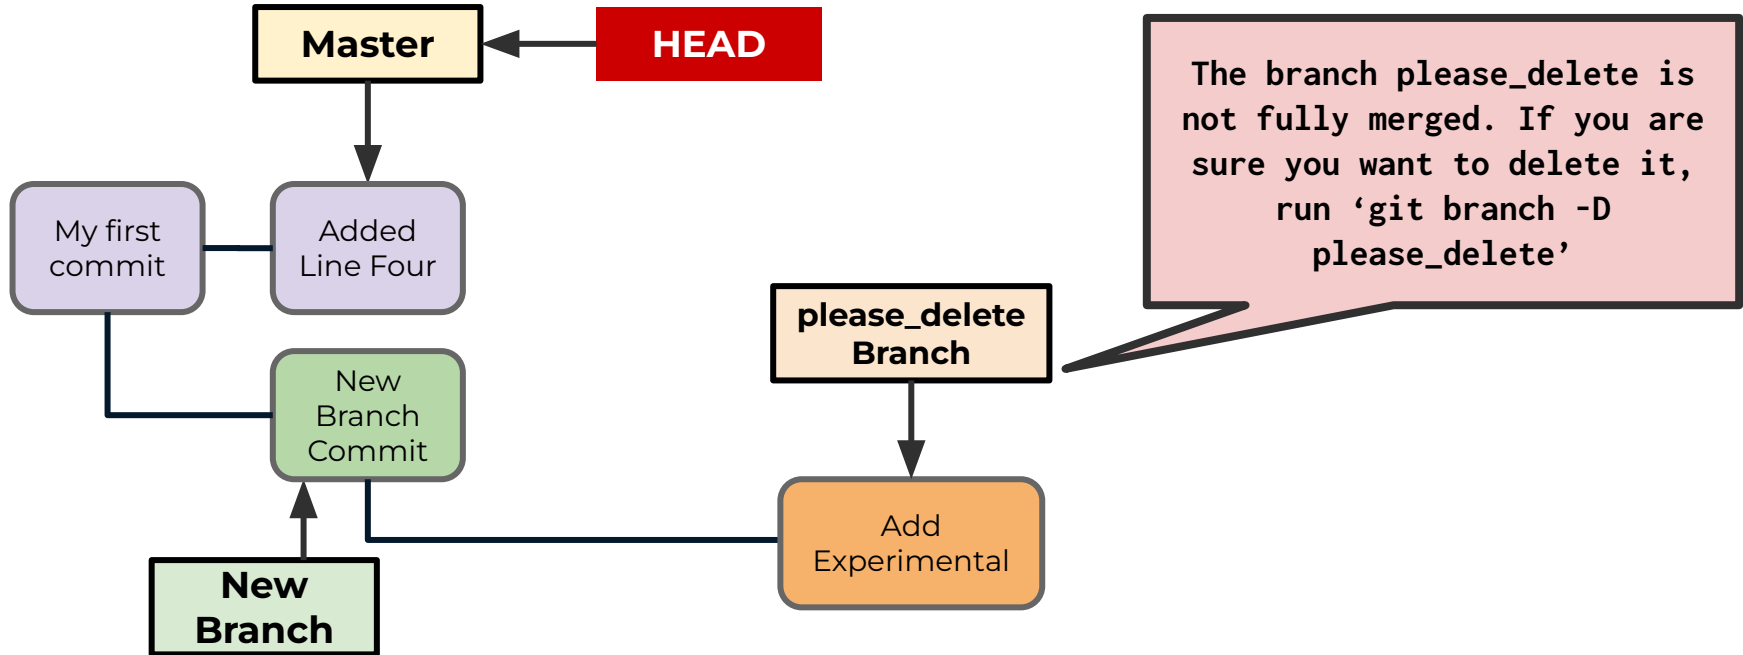 Master
HEAD
The branch please_delete is
not fully merged. If you are
sure you want to delete it,
run ‘git branch -D
please_delete’
My first
commit
Added
Line Four
please_delete
Branch
New
Branch
Commit
Add
Experimental
New
Branch